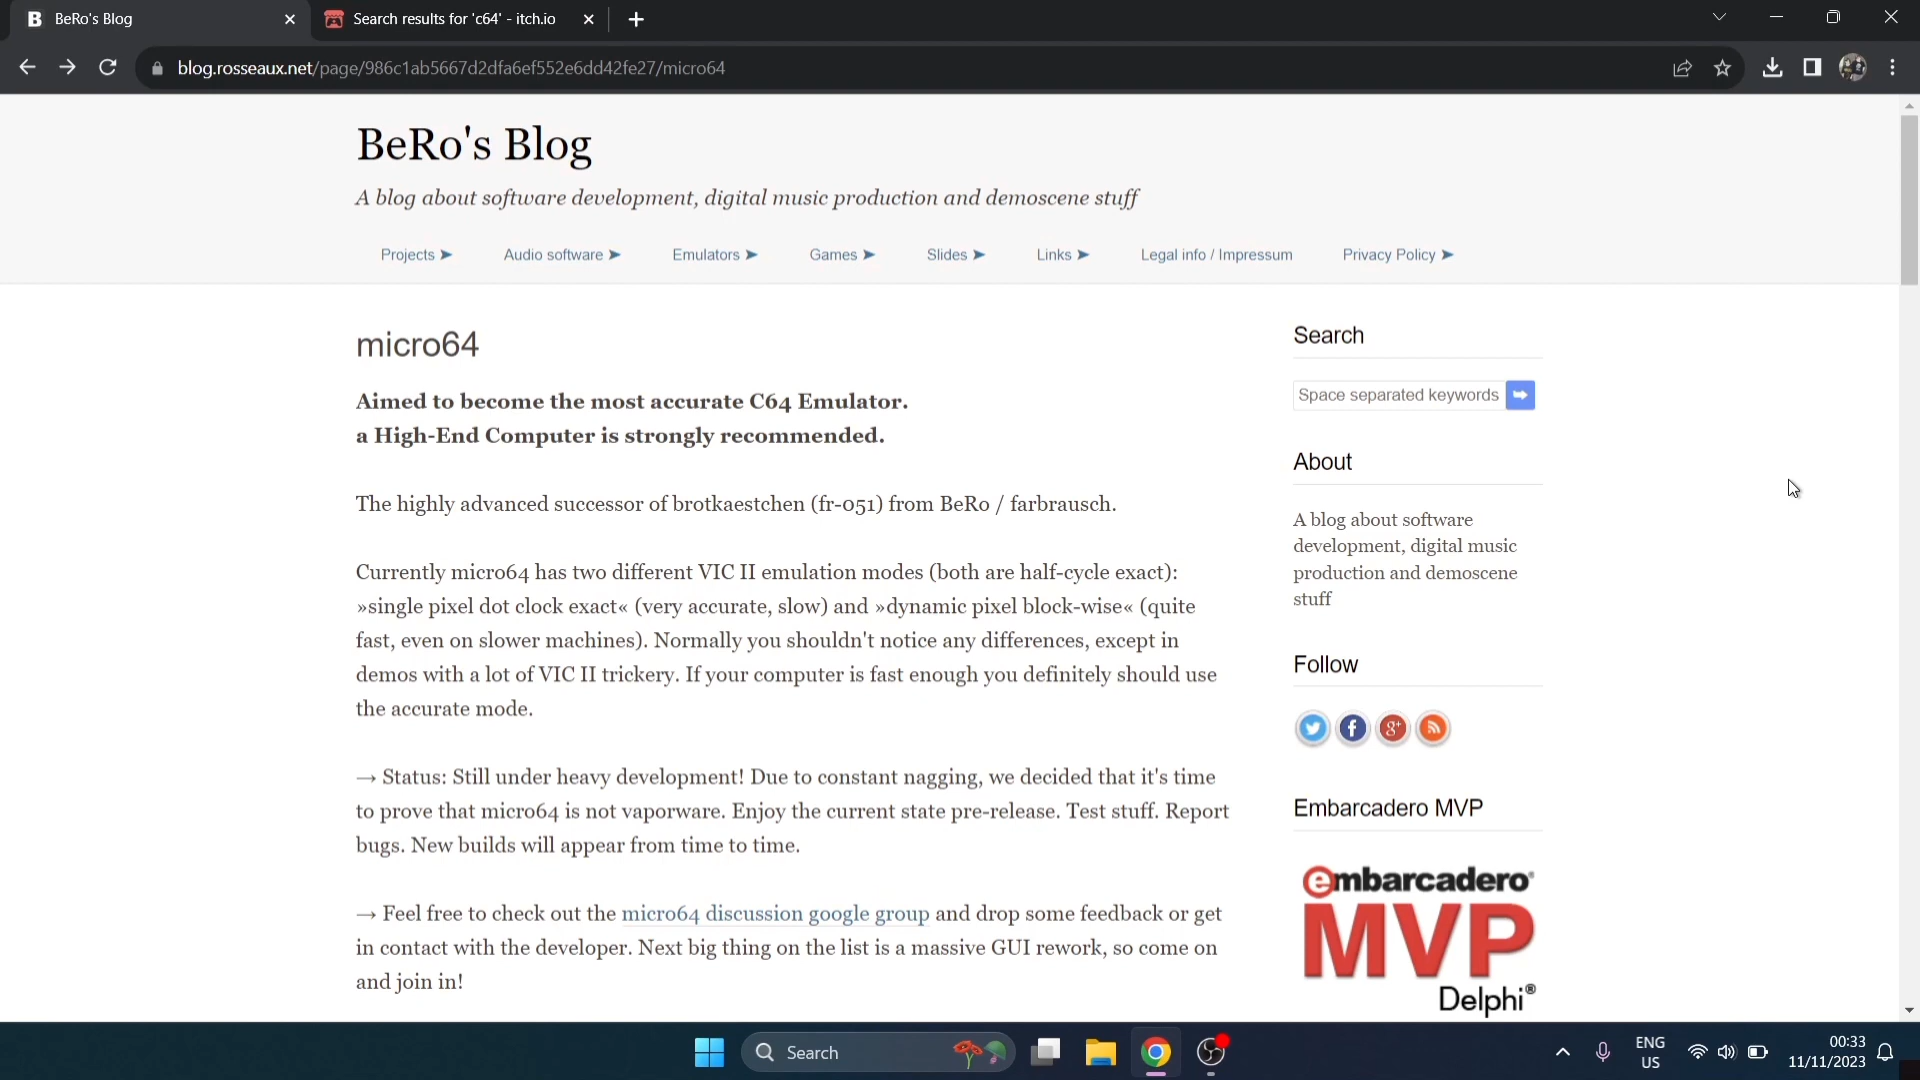 BeRo's Blog
Search results for 'c64' - itch.io
blog.rosseaux.net/page/986c1ab5667d2dfa6ef552e6dd42fe27/micro64
BeRo's Blog
A blog about software development, digital music production and demoscene stuff
Projects ➤ Audio software ➤ Emulators ➤ Games ➤ Slides ➤ Links ➤ Legal info / Impressum Privacy Policy ➤
micro64
Aimed to become the most accurate C64 Emulator.
a High-End Computer is strongly recommended.
The highly advanced successor of brotkaestchen (fr-051) from BeRo / farbrausch.
Currently micro64 has two different VIC II emulation modes (both are half-cycle exact):
»single pixel dot clock exact« (very accurate, slow) and »dynamic pixel block-wise« (quite
fast, even on slower machines). Normally you shouldn't notice any differences, except in
demos with a lot of VIC II trickery. If your computer is fast enough you definitely should use
the accurate mode.
→ Status: Still under heavy development! Due to constant nagging, we decided that it's time
to prove that micro64 is not vaporware. Enjoy the current state pre-release. Test stuff. Report
bugs. New builds will appear from time to time.
→ Feel free to check out the micro64 discussion google group and drop some feedback or get
in contact with the developer. Next big thing on the list is a massive GUI rework, so come on
and join in!
Search
Space separated keywords
About
A blog about software
development, digital music
production and demoscene
stuff
Follow
Embarcadero MVP
embarcadero®
MVP
Delphi®
Search
ENG
US
00:33
11/11/2023